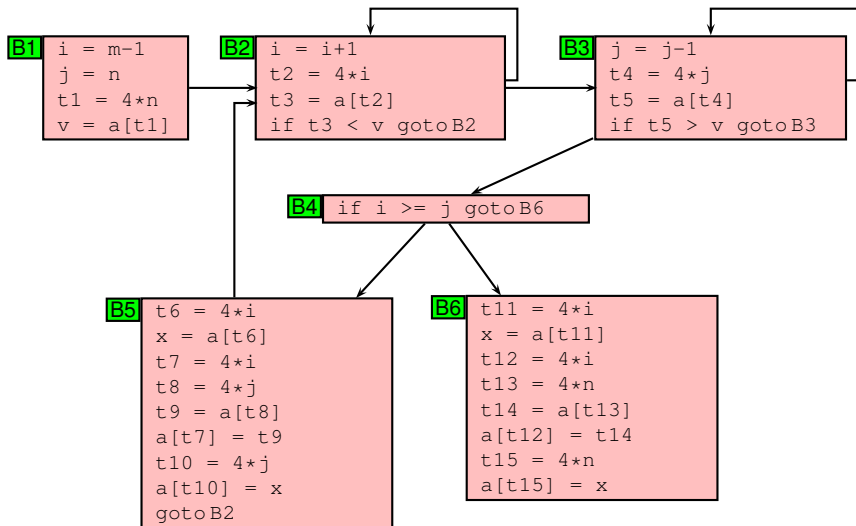 B1
i = m-1
j = n
t1 = 4*n
v = a[t1]
B2
i = i+1
t2 = 4*i
t3 = a[t2]
if t3 < v goto B2
B3
j = j-1
t4 = 4*j
t5 = a[t4]
if t5 > v goto B3
B4
if i >= j goto B6
B5
t6 = 4*i
x = a[t6]
t7 = 4*i
t8 = 4*j
t9 = a[t8]
a[t7] = t9
t10 = 4*j
a[t10] = x
goto B2
B6
t11 = 4*i
x = a[t11]
t12 = 4*i
t13 = 4*n
t14 = a[t13]
a[t12] = t14
t15 = 4*n
a[t15] = x